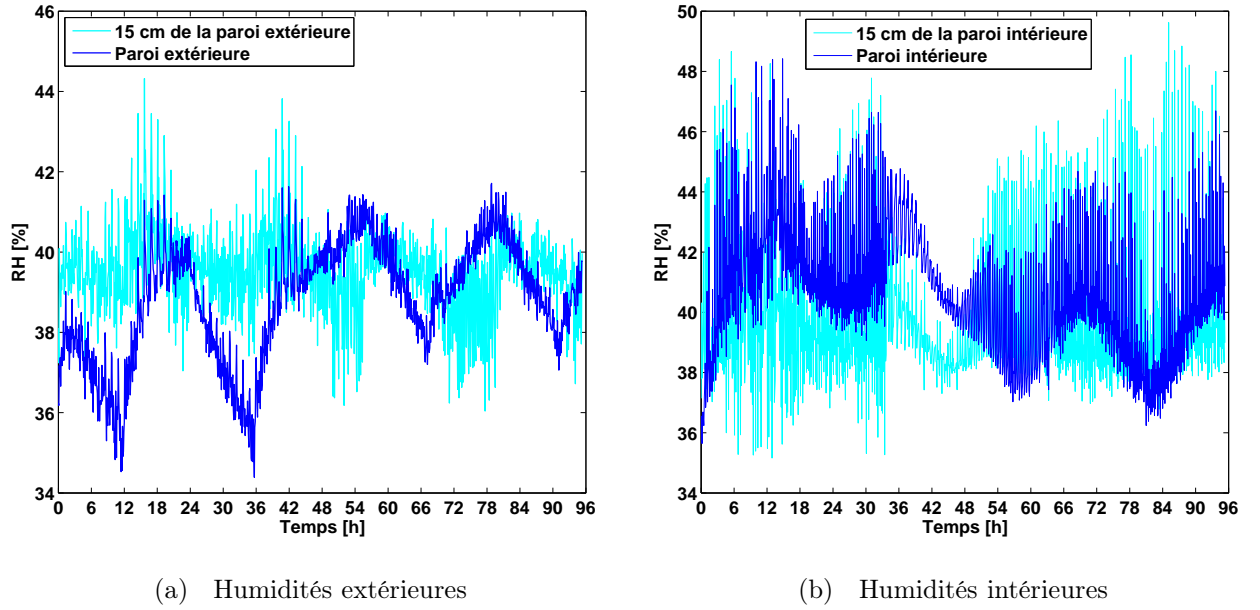 15 cm de la paroi extérieure
Paroi extérieure
46
44
42
40
38
36
34
RH [%]
0 6 12 18 24 30 36 42 48 54 60 66 72 78 84 90 96
Temps [h]
(a) Humidités extérieures
15 cm de la paroi intérieure
Paroi intérieure
50
48
46
44
42
40
38
36
34
RH [%]
0 6 12 18 24 30 36 42 48 54 60 66 72 78 84 90 96
Temps [h]
(b) Humidités intérieures